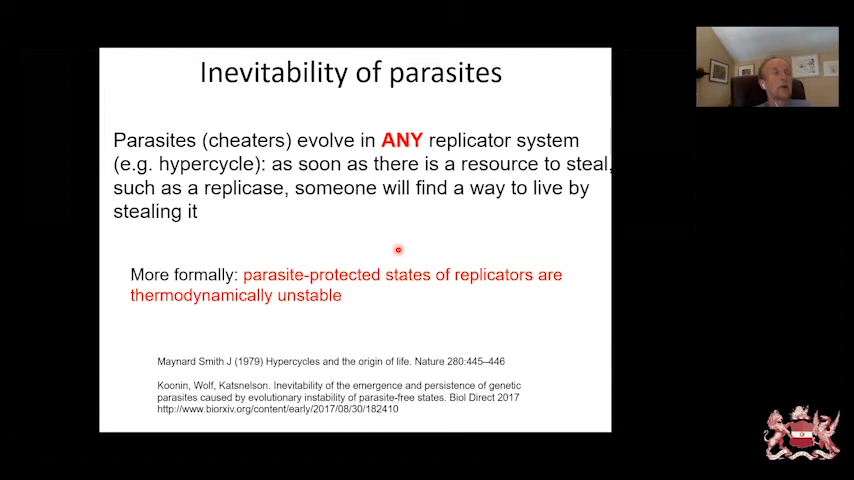 Inevitability of parasites
Parasites (cheaters) evolve in ANY replicator system
(e.g. hypercycle): as soon as there is a resource to steal,
such as a replicase, someone will find a way to live by
stealing it
More formally: parasite-protected states of replicators are
thermodynamically unstable
Maynard Smith J (1979) Hypercycles and the origin of life. Nature 280:445–446
Koonin, Wolf, Katsnelson. Inevitability of the emergence and persistence of genetic
parasites caused by evolutionary instability of parasite-free states. Biol Direct 2017
http://www.biorxiv.org/content/early/2017/08/30/182410